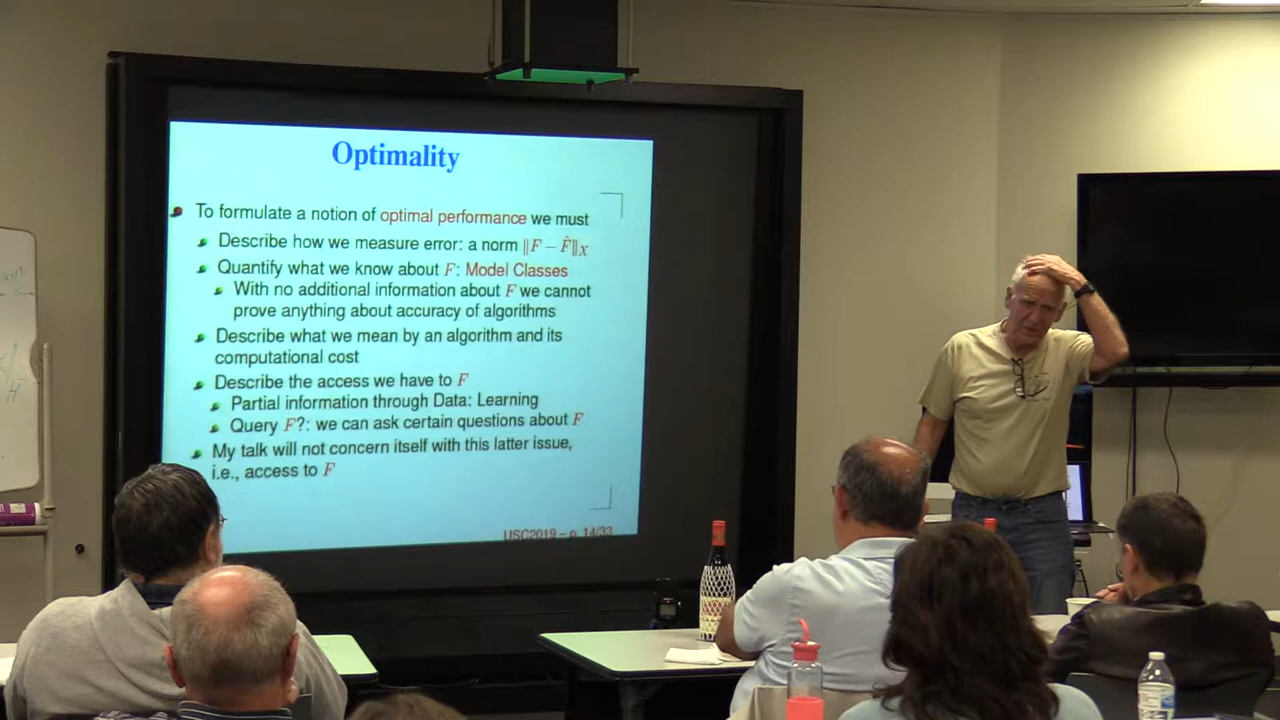 Optimality
To formulate a notion of optimal performance we must
Describe how we measure error: a norm ‖F − F̂‖X
Quantify what we know about F: Model Classes
With no additional information about F we cannot
prove anything about accuracy of algorithms
Describe what we mean by an algorithm and its
computational cost
Describe the access we have to F
Partial information through Data: Learning
Query F?: we can ask certain questions about F
My talk will not concern itself with this latter issue,
i.e., access to F
USC2019 – p. 14/33